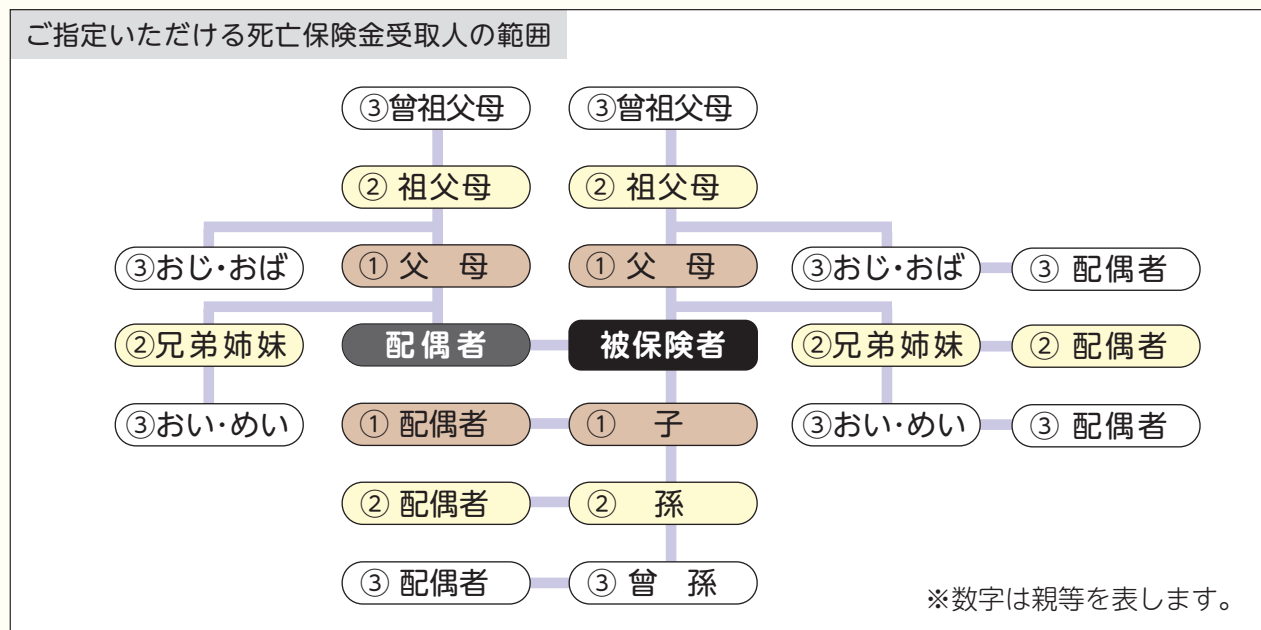 ご指定いただける死亡保険金受取人の範囲
③曾祖父母 ③曾祖父母
② 祖父母 ② 祖父母
③おじ・おば ① 父 母 ① 父 母 ③おじ・おば ③ 配偶者
②兄弟姉妹 配偶者 被保険者 ②兄弟姉妹 ② 配偶者
③おい・めい ① 配偶者 ① 子 ③おい・めい ③ 配偶者
② 配偶者 ② 孫
③ 配偶者 ③ 曾 孫
※数字は親等を表します。